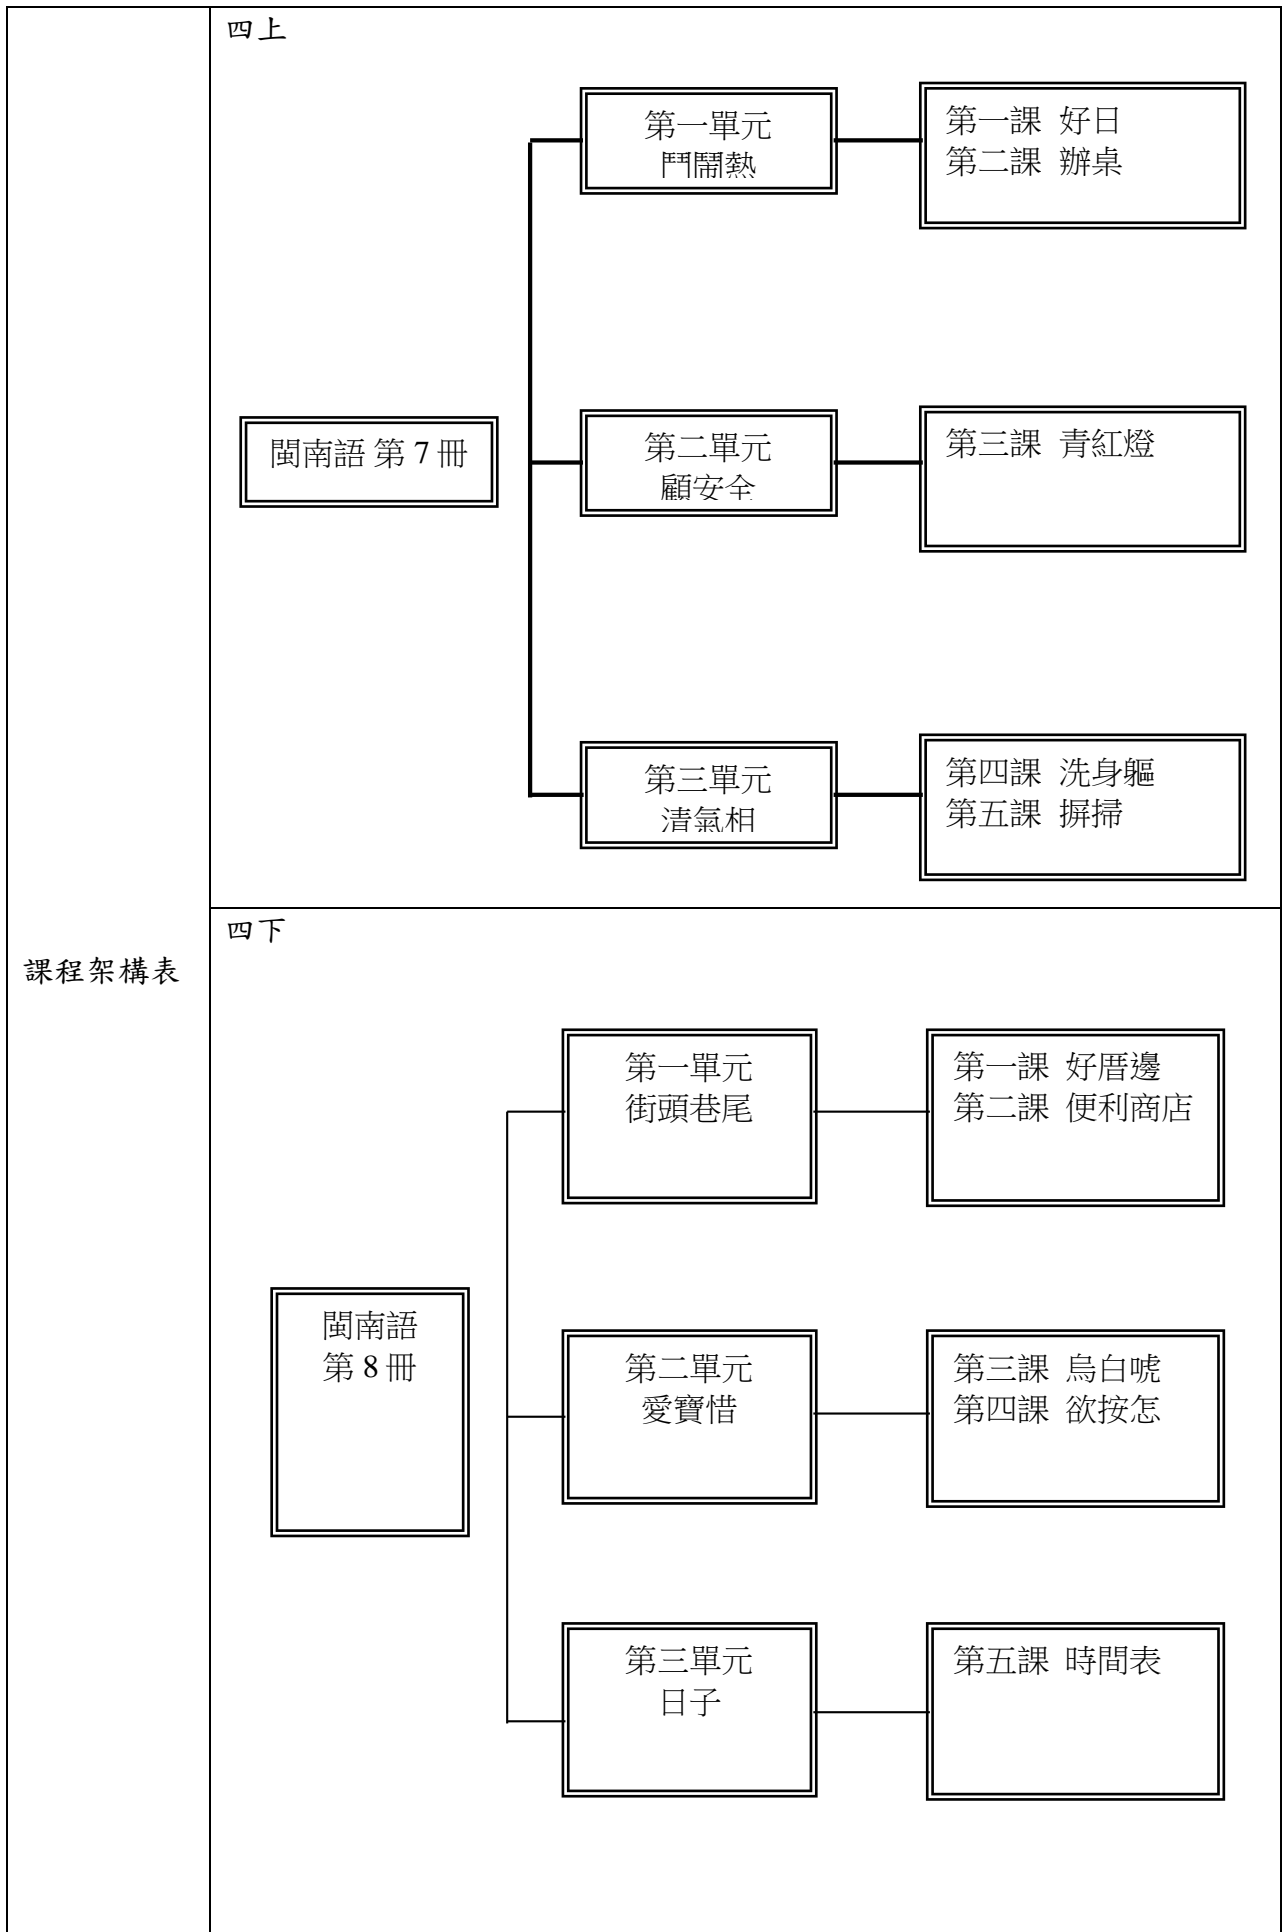 課程架構表
四上
閩南語 第 7 冊
第一單元
鬥鬧熱
第一課 好日
第二課 辦桌
第二單元
顧安全
第三課 青紅燈
第三單元
清氣相
第四課 洗身軀
第五課 摒掃
四下
閩南語
第 8 冊
第一單元
街頭巷尾
第一課 好厝邊
第二課 便利商店
第二單元
愛寶惜
第三課 烏白唬
第四課 欲按怎
第三單元
日子
第五課 時間表